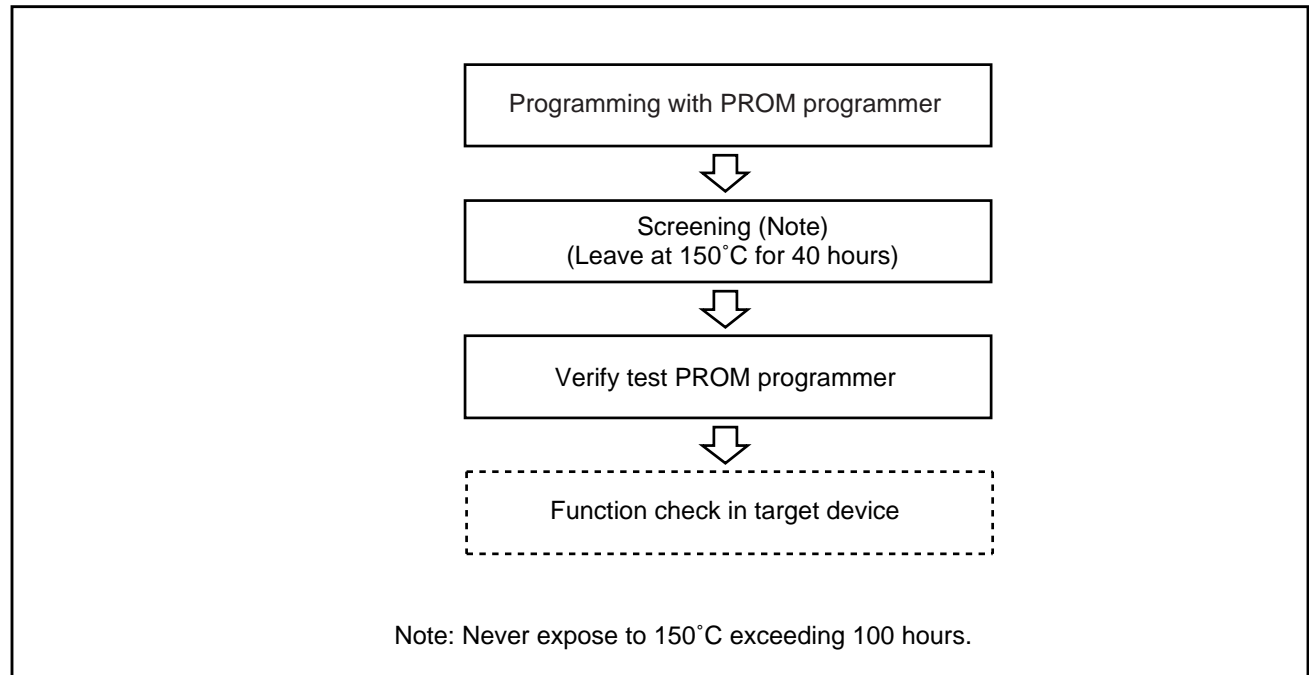 Programming with PROM programmer
Screening (Note)
(Leave at 150˚C for 40 hours)
Verify test PROM programmer
Function check in target device
Note: Never expose to 150˚C exceeding 100 hours.